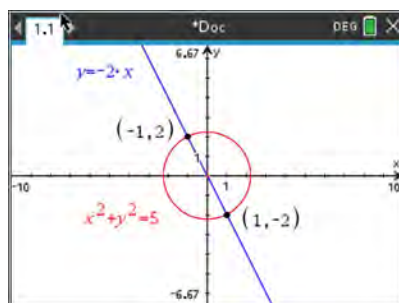 1.1 *Doc DEG
6.67 y
y=-2·x
(-1,2)
1
x
-10 1 10
x²+y²=5 (1,-2)
-6.67